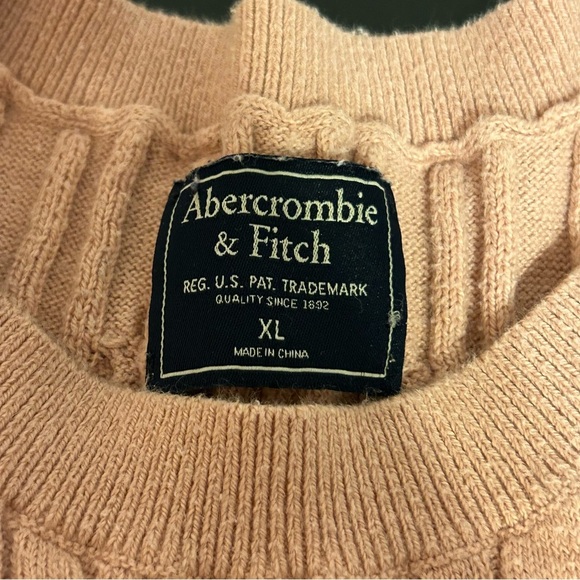 Abercrombie
& Fitch
REG. U.S. PAT. TRADEMARK
QUALITY SINCE 1892
XL
MADE IN CHINA